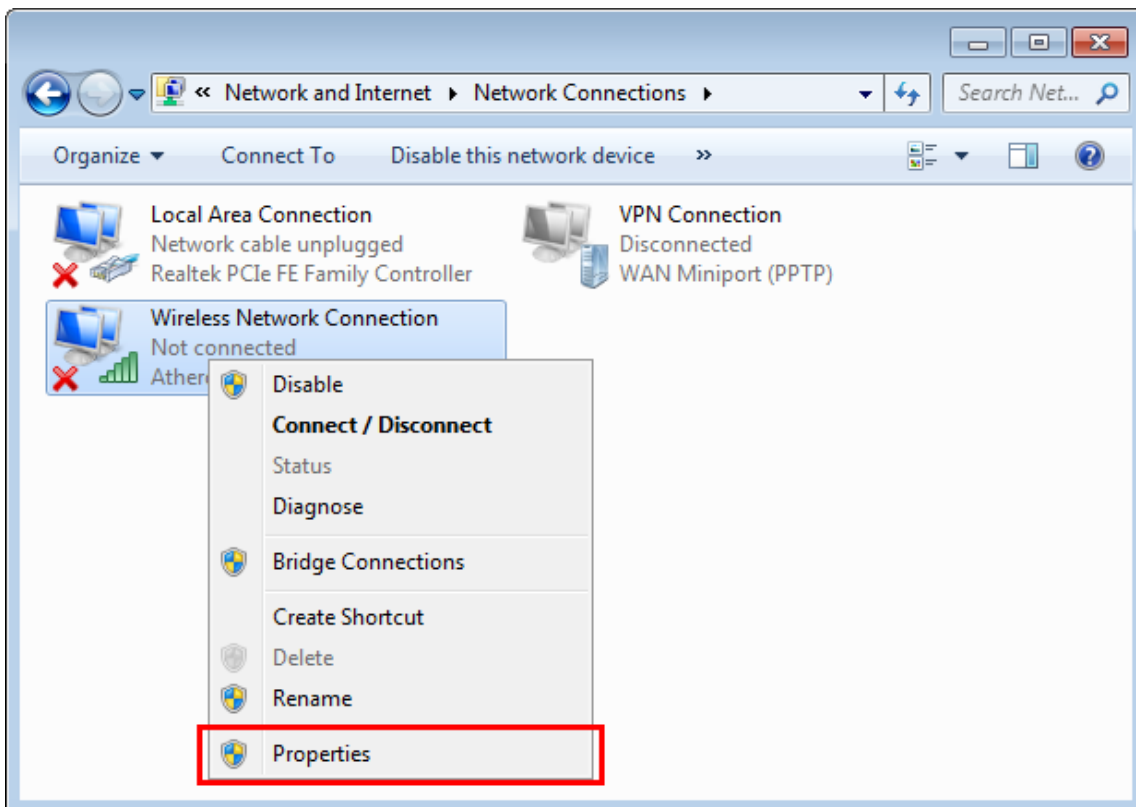 « Network and Internet Network Connections
Search Net...
Organize Connect To Disable this network device »
Local Area Connection
Network cable unplugged
Realtek PCIe FE Family Controller
VPN Connection
Disconnected
WAN Miniport (PPTP)
Wireless Network Connection
Not connected
Disable
Connect / Disconnect
Status
Diagnose
Bridge Connections
Create Shortcut
Delete
Rename
Properties